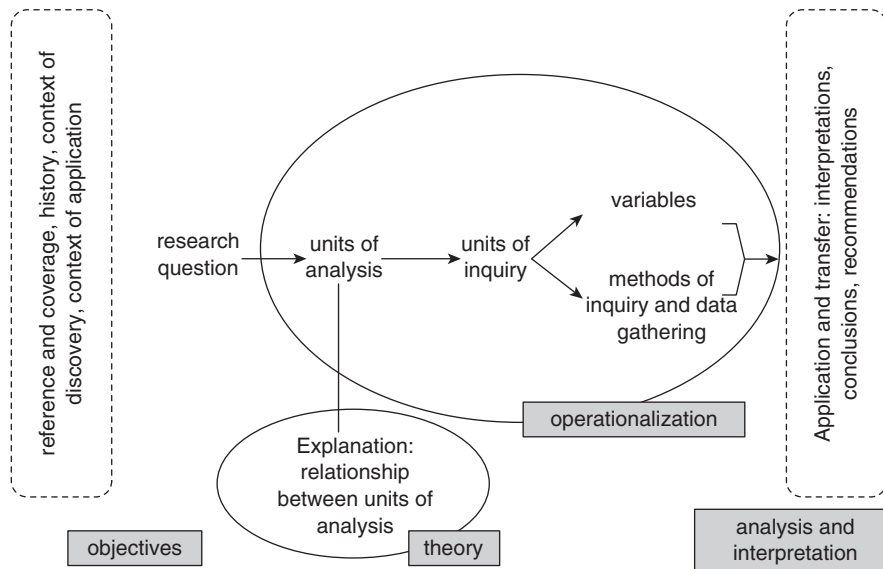 reference and coverage, history, context of
discovery, context of application
research
question
units of
analysis
units of
inquiry
variables
methods of
inquiry and data
gathering
operationalization
Explanation:
relationship
between units of
analysis
theory
objectives
Application and transfer: interpretations,
conclusions, recommendations
analysis and
interpretation